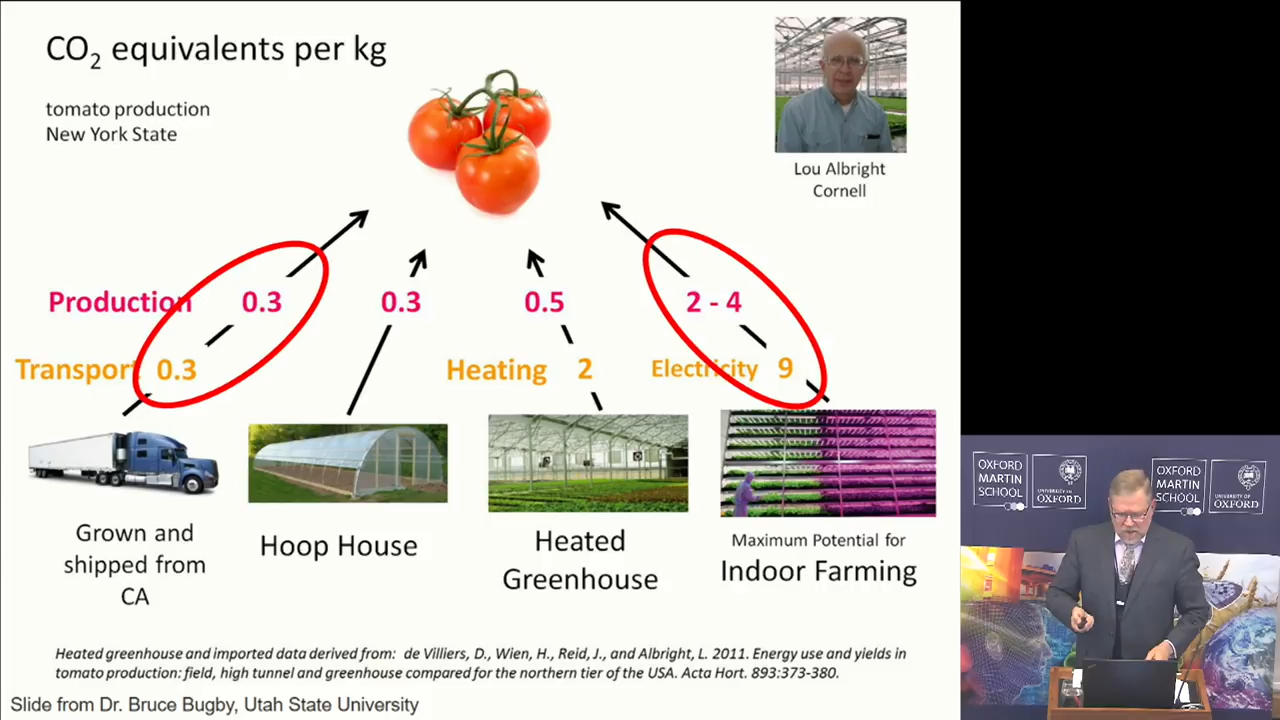 CO2 equivalents per kg
tomato production
New York State
Lou Albright
Cornell
Production 0.3 0.3 0.5 2 - 4
Transport 0.3 Heating 2 Electricity 9
Grown and
shipped from
CA
Hoop House
Heated
Greenhouse
Maximum Potential for
Indoor Farming
Heated greenhouse and imported data derived from: de Villiers, D., Wien, H., Reid, J., and Albright, L. 2011. Energy use and yields in
tomato production: field, high tunnel and greenhouse compared for the northern tier of the USA. Acta Hort. 893:373-380.
Slide from Dr. Bruce Bugby, Utah State University
OXFORD
MARTIN
SCHOOL
UNIVERSITY OF
OXFORD
OXFORD
MARTIN
SCHOOL
UNIVERSITY OF
OXFORD